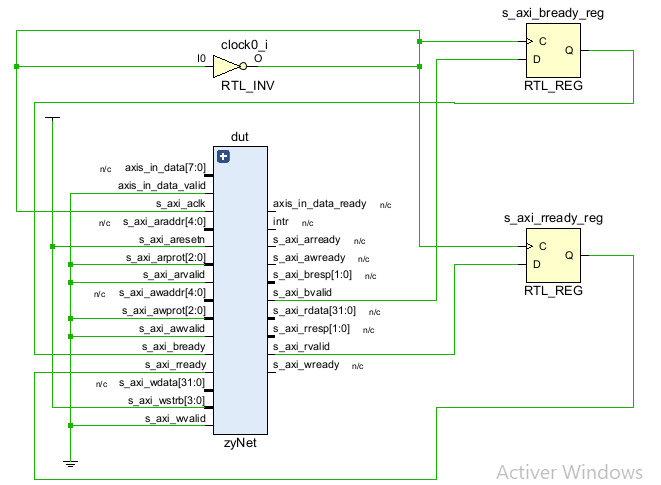 s_axi_bready_reg
clock0_i
I0
O
C
Q
D
RTL_INV
RTL_REG
dut
n/c axis_in_data[7:0]
axis_in_data_valid
s_axi_aclk
axis_in_data_ready n/c
n/c s_axi_araddr[4:0]
intr n/c
s_axi_rready_reg
s_axi_aresetn
s_axi_arready n/c
C
Q
D
s_axi_arprot[2:0]
s_axi_awready n/c
s_axi_arvalid
s_axi_bresp[1:0] n/c
RTL_REG
n/c s_axi_awaddr[4:0]
s_axi_bvalid
s_axi_awprot[2:0]
s_axi_rdata[31:0] n/c
s_axi_awvalid
s_axi_rresp[1:0] n/c
s_axi_bready
s_axi_rvalid
s_axi_rready
s_axi_wready n/c
n/c s_axi_wdata[31:0]
s_axi_wstrb[3:0]
s_axi_wvalid
zyNet
Activer Windows